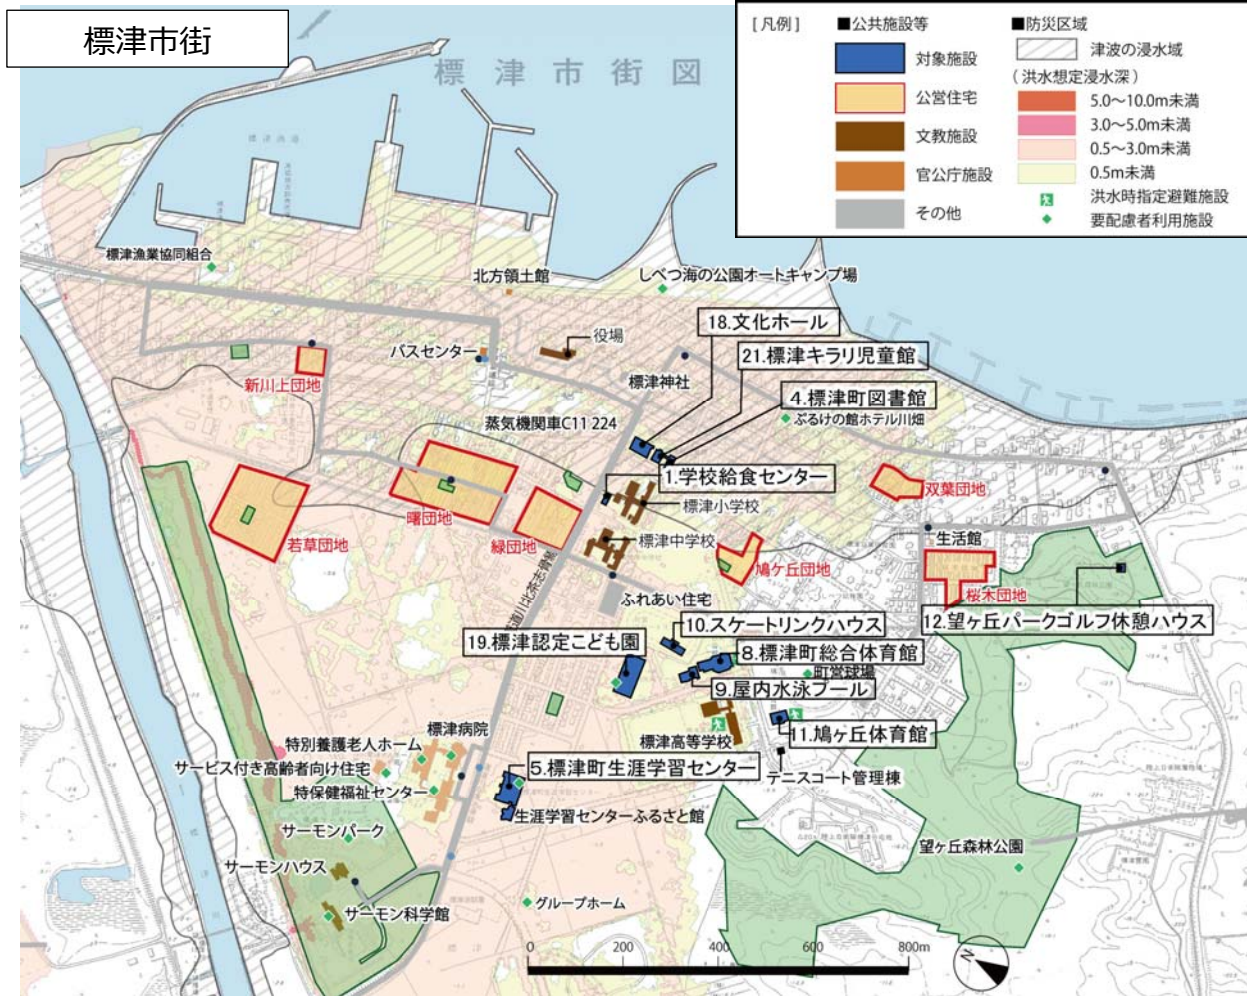 標津市街
標津市街図
[凡例]
■公共施設等
対象施設
公営住宅
文教施設
官公庁施設
その他
■防災区域
津波の浸水域
(洪水想定浸水深)
5.0～10.0m未満
3.0～5.0m未満
0.5～3.0m未満
0.5m未満
洪水時指定避難施設
要配慮者利用施設
標津漁港
標津漁業協同組合
北方領土館
しべつ海の公園オートキャンプ場
18.文化ホール
役場
バスセンター
21.標津キラリ児童館
標津神社
新川上団地
4.標津町図書館
蒸気機関車C11 224
ぷるけの館ホテル川畑
1.学校給食センター
双葉団地
標津小学校
曙団地
緑団地
若草団地
標津中学校
生活館
鳩ケ丘団地
桜木団地
ふれあい住宅
12.望ヶ丘パークゴルフ休憩ハウス
10.スケートリンクハウス
19.標津認定こども園
8.標津町総合体育館
町営球場
9.屋内水泳プール
標津病院
標津高等学校
11.鳩ヶ丘体育館
特別養護老人ホーム
サービス付き高齢者向け住宅
5.標津町生涯学習センター
テニスコート管理棟
特保健福祉センター
生涯学習センターふるさと館
サーモンパーク
望ヶ丘森林公園
サーモンハウス
サーモン科学館
グループホーム
0 200 400 600 800m
N